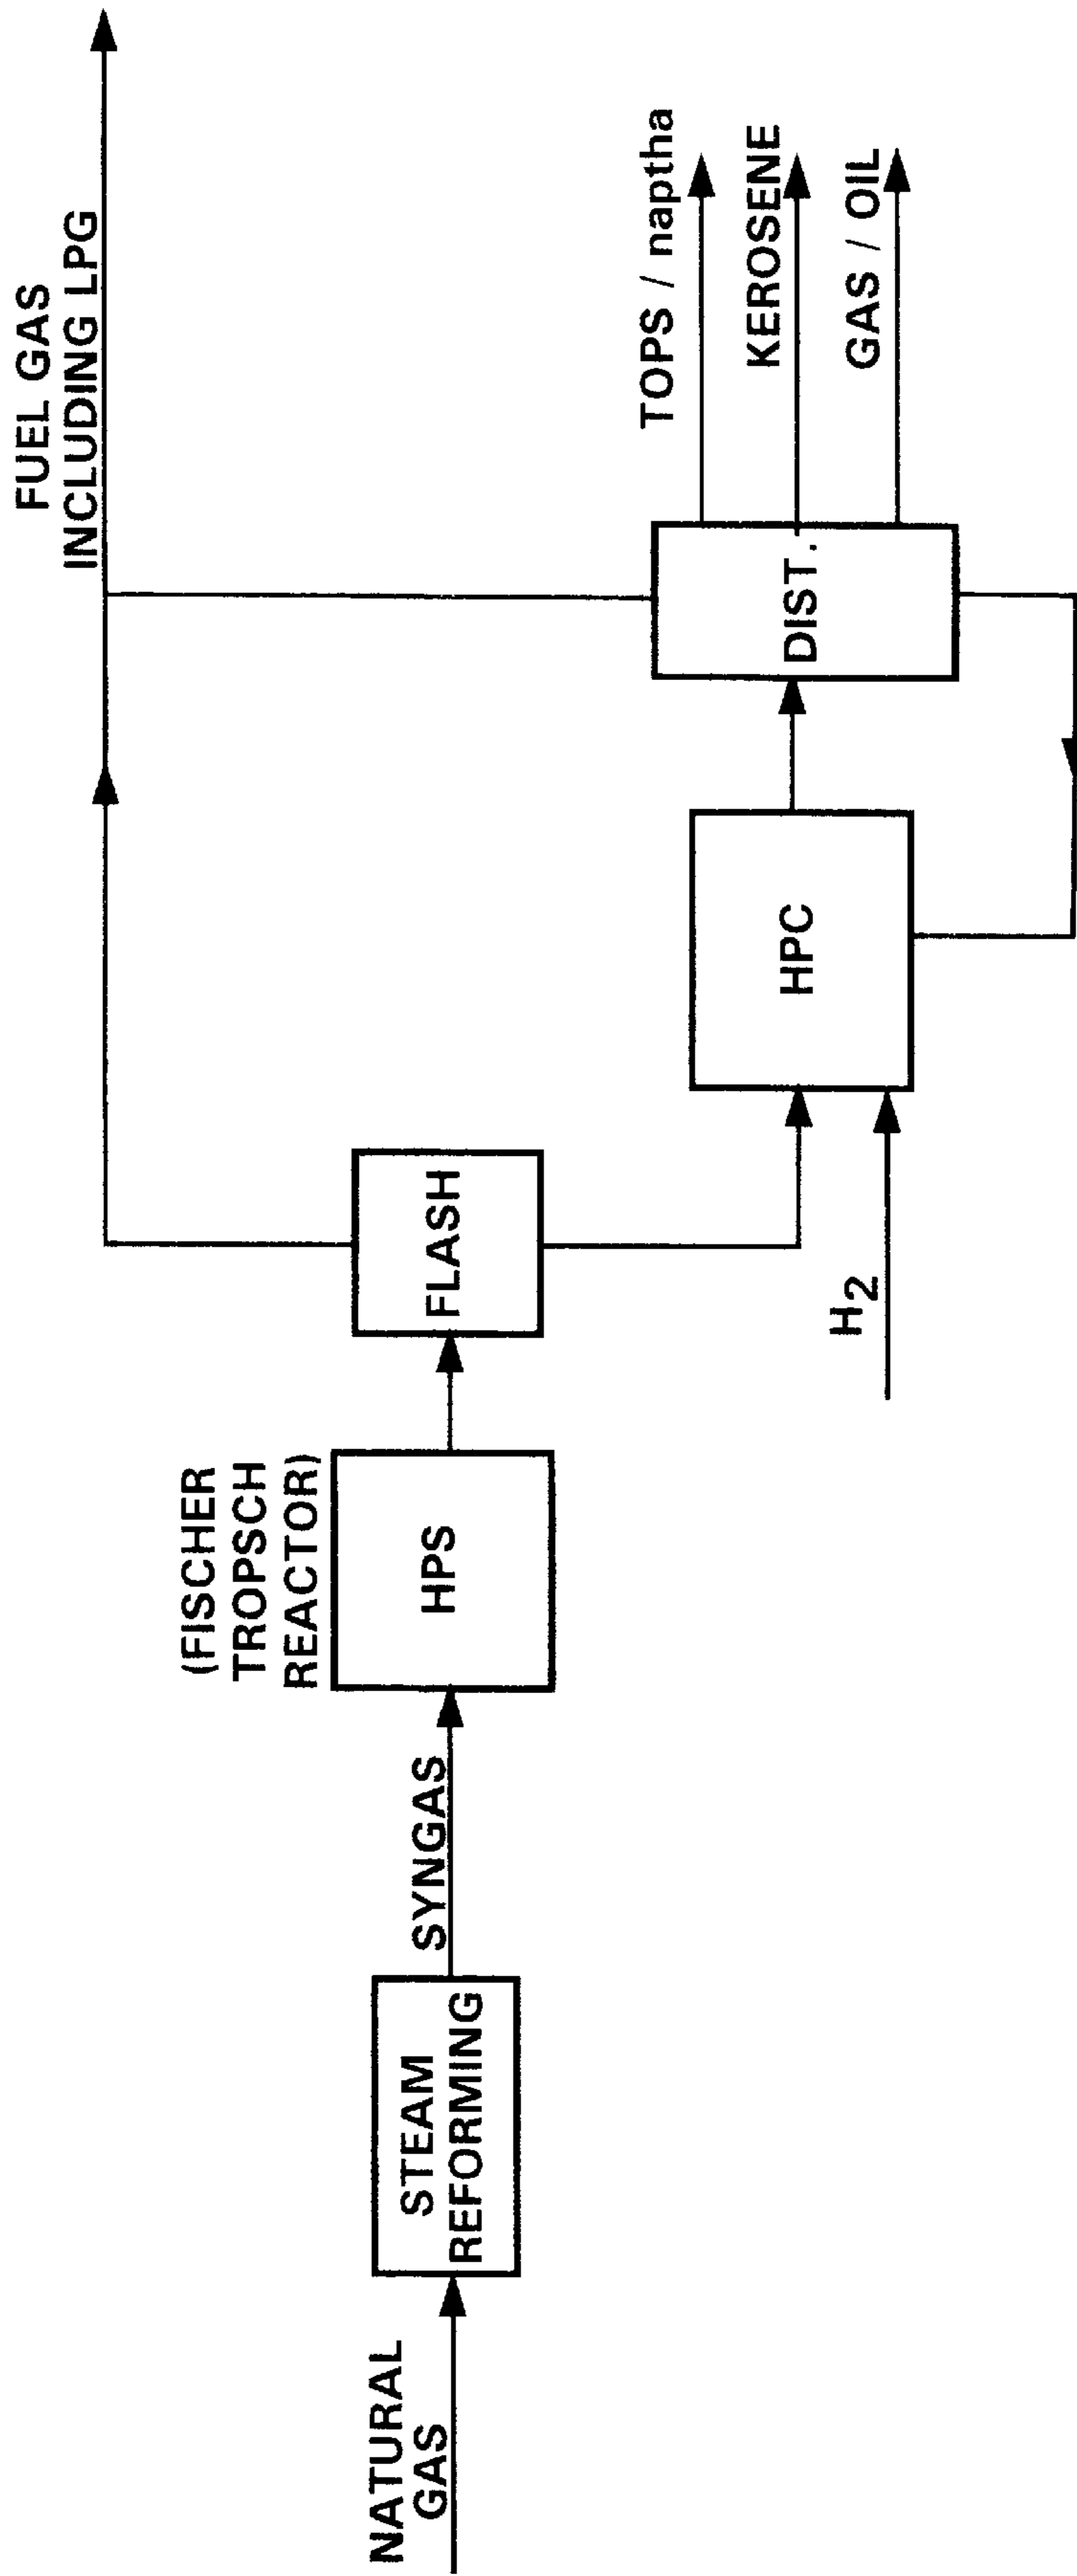 NATURAL
GAS
STEAM
REFORMING
SYNGAS
(FISCHER
TROPSCH
REACTOR)
HPS
FLASH
FUEL GAS
INCLUDING LPG
H2
HPC
DIST.
TOPS / naptha
KEROSENE
GAS / OIL